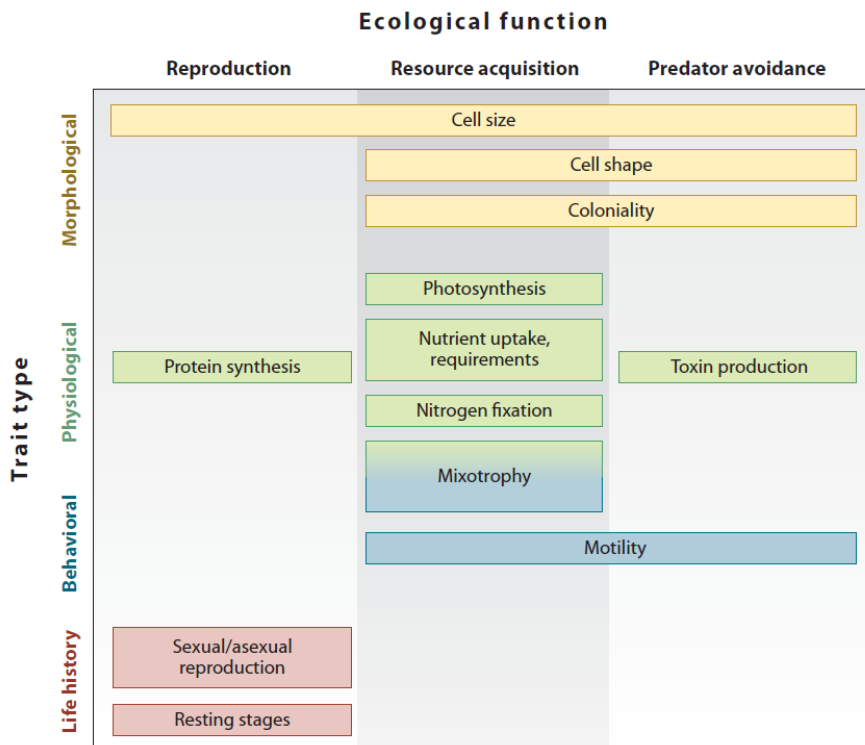 Ecological function
Reproduction
Resource acquisition
Predator avoidance
Trait type
Morphological
Cell size
Cell shape
Coloniality
Physiological
Photosynthesis
Nutrient uptake,
requirements
Protein synthesis
Toxin production
Nitrogen fixation
Mixotrophy
Behavioral
Motility
Life history
Sexual/asexual
reproduction
Resting stages